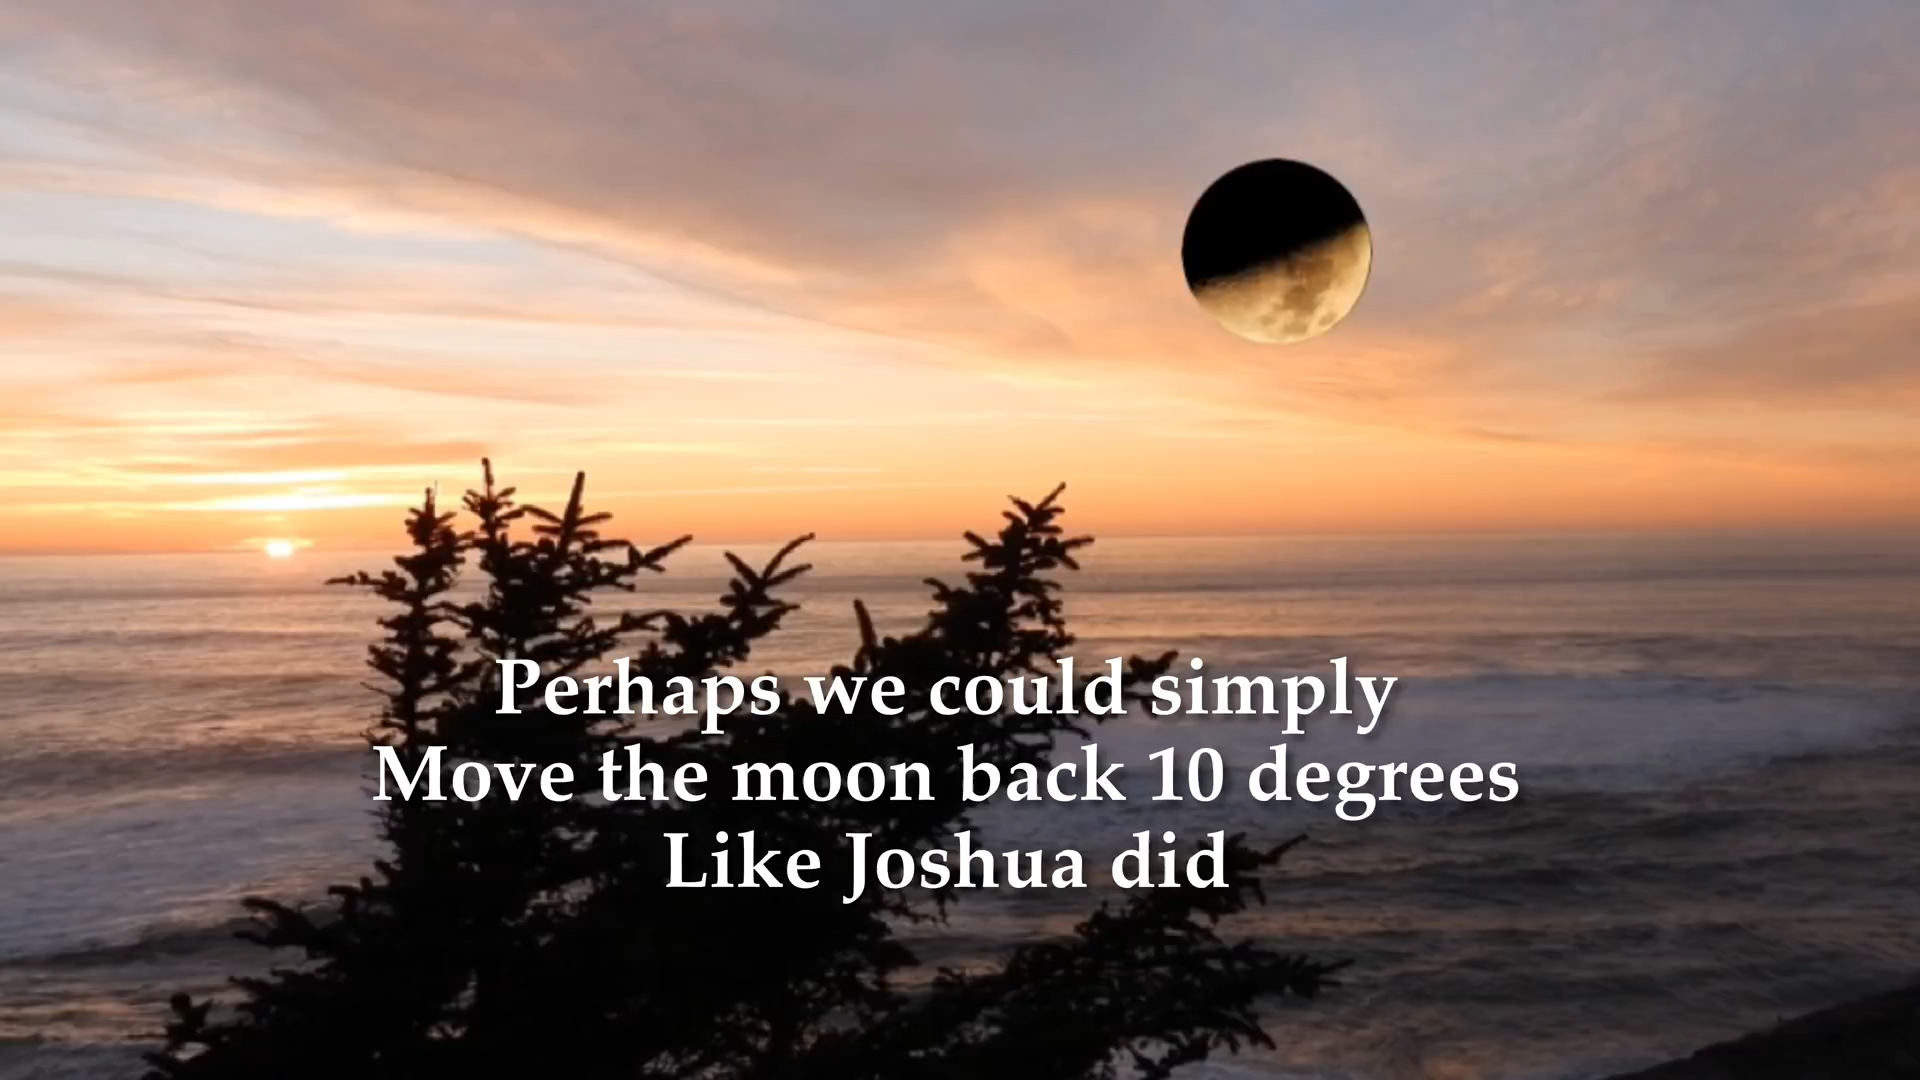 Perhaps we could simply
Move the moon back 10 degrees
Like Joshua did